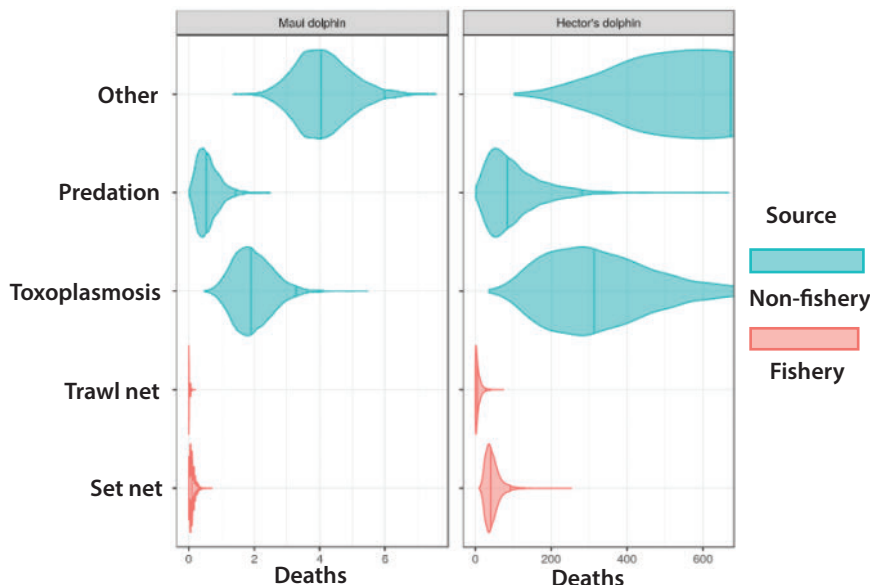 Maui dolphin
Hector's dolphin
Other
Predation
Toxoplasmosis
Trawl net
Set net
0 2 4 6
0 200 400 600
Deaths
Deaths
Source
Non-fishery
Fishery